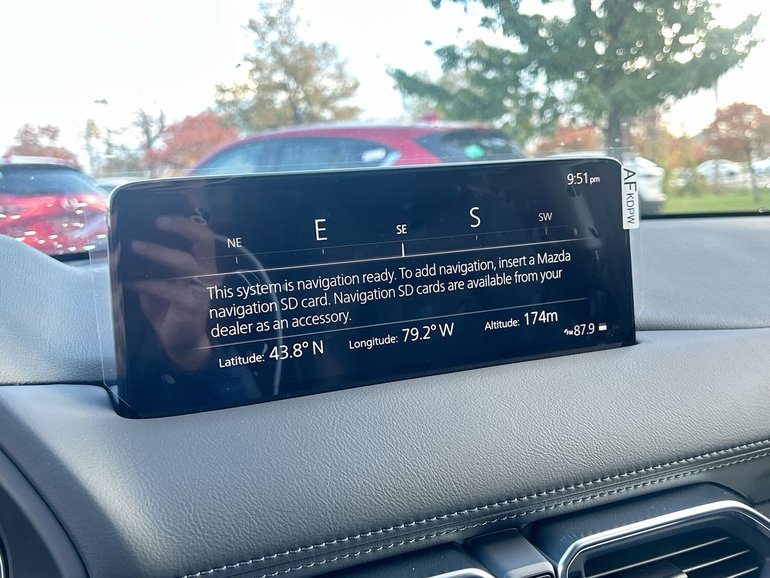 9:51 pm
NE E SE S SW
This system is navigation ready. To add navigation, insert a Mazda
navigation SD card. Navigation SD cards are available from your
dealer as an accessory.
Latitude: 43.8° N Longitude: 79.2° W Altitude: 174m
FM 87.9
AF KDPW